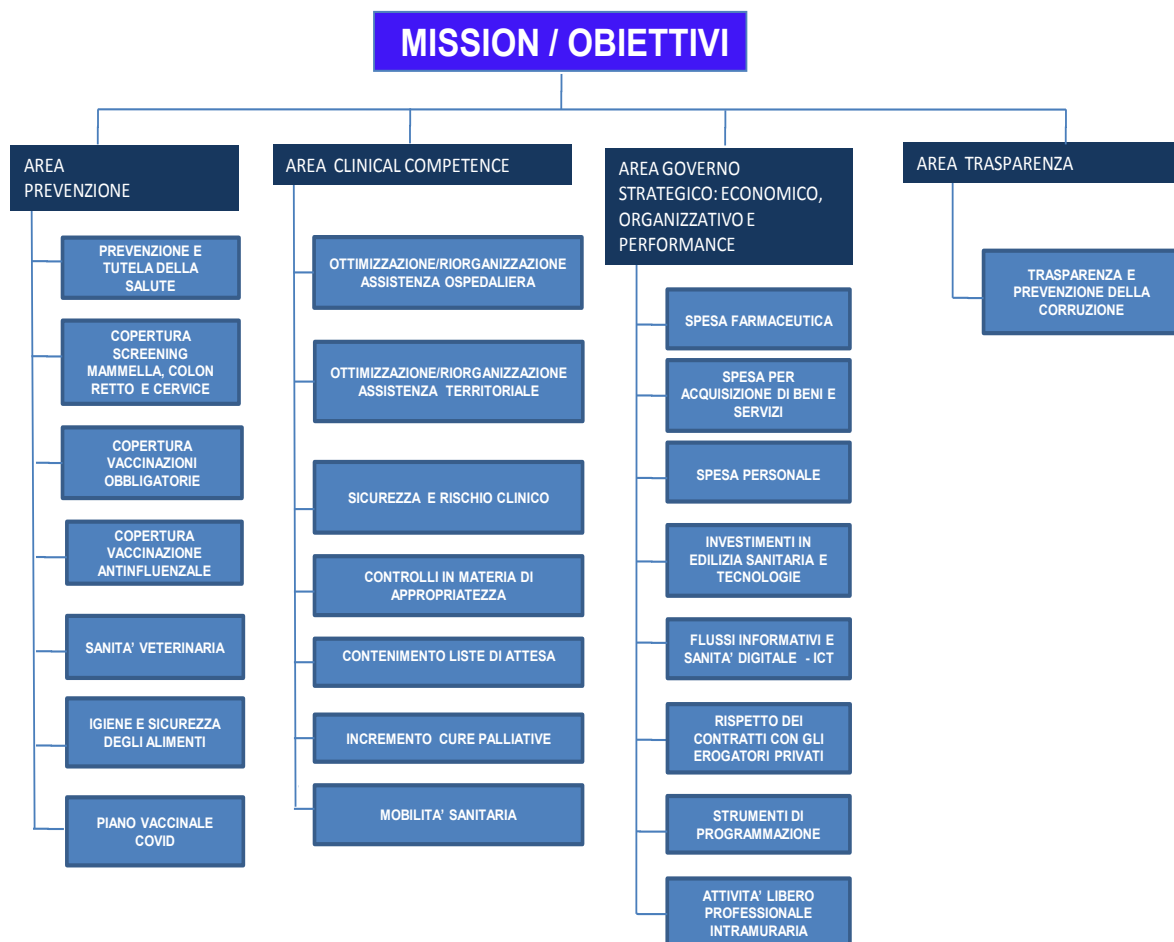 MISSION / OBIETTIVI
AREA
PREVENZIONE
PREVENZIONE E
TUTELA DELLA
SALUTE
COPERTURA
SCREENING
MAMMELLA, COLON
RETTO E CERVICE
COPERTURA
VACCINAZIONI
OBBLIGATORIE
COPERTURA
VACCINAZIONE
ANTINFLUENZALE
SANITA' VETERINARIA
IGIENE E SICUREZZA
DEGLI ALIMENTI
PIANO VACCINALE
COVID
AREA CLINICAL COMPETENCE
OTTIMIZZAZIONE/RIORGANIZZAZIONE
ASSISTENZA OSPEDALIERA
OTTIMIZZAZIONE/RIORGANIZZAZIONE
ASSISTENZA TERRITORIALE
SICUREZZA E RISCHIO CLINICO
CONTROLLI IN MATERIA DI
APPROPRIATEZZA
CONTENIMENTO LISTE DI ATTESA
INCREMENTO CURE PALLIATIVE
MOBILITA' SANITARIA
AREA GOVERNO
STRATEGICO: ECONOMICO,
ORGANIZZATIVO E
PERFORMANCE
SPESA FARMACEUTICA
SPESA PER
ACQUISIZIONE DI BENI E
SERVIZI
SPESA PERSONALE
INVESTIMENTI IN
EDILIZIA SANITARIA E
TECNOLOGIE
FLUSSI INFORMATIVI E
SANITA' DIGITALE - ICT
RISPETTO DEI
CONTRATTI CON GLI
EROGATORI PRIVATI
STRUMENTI DI
PROGRAMMAZIONE
ATTIVITA' LIBERO
PROFESSIONALE
INTRAMURARIA
AREA TRASPARENZA
TRASPARENZA E
PREVENZIONE DELLA
CORRUZIONE